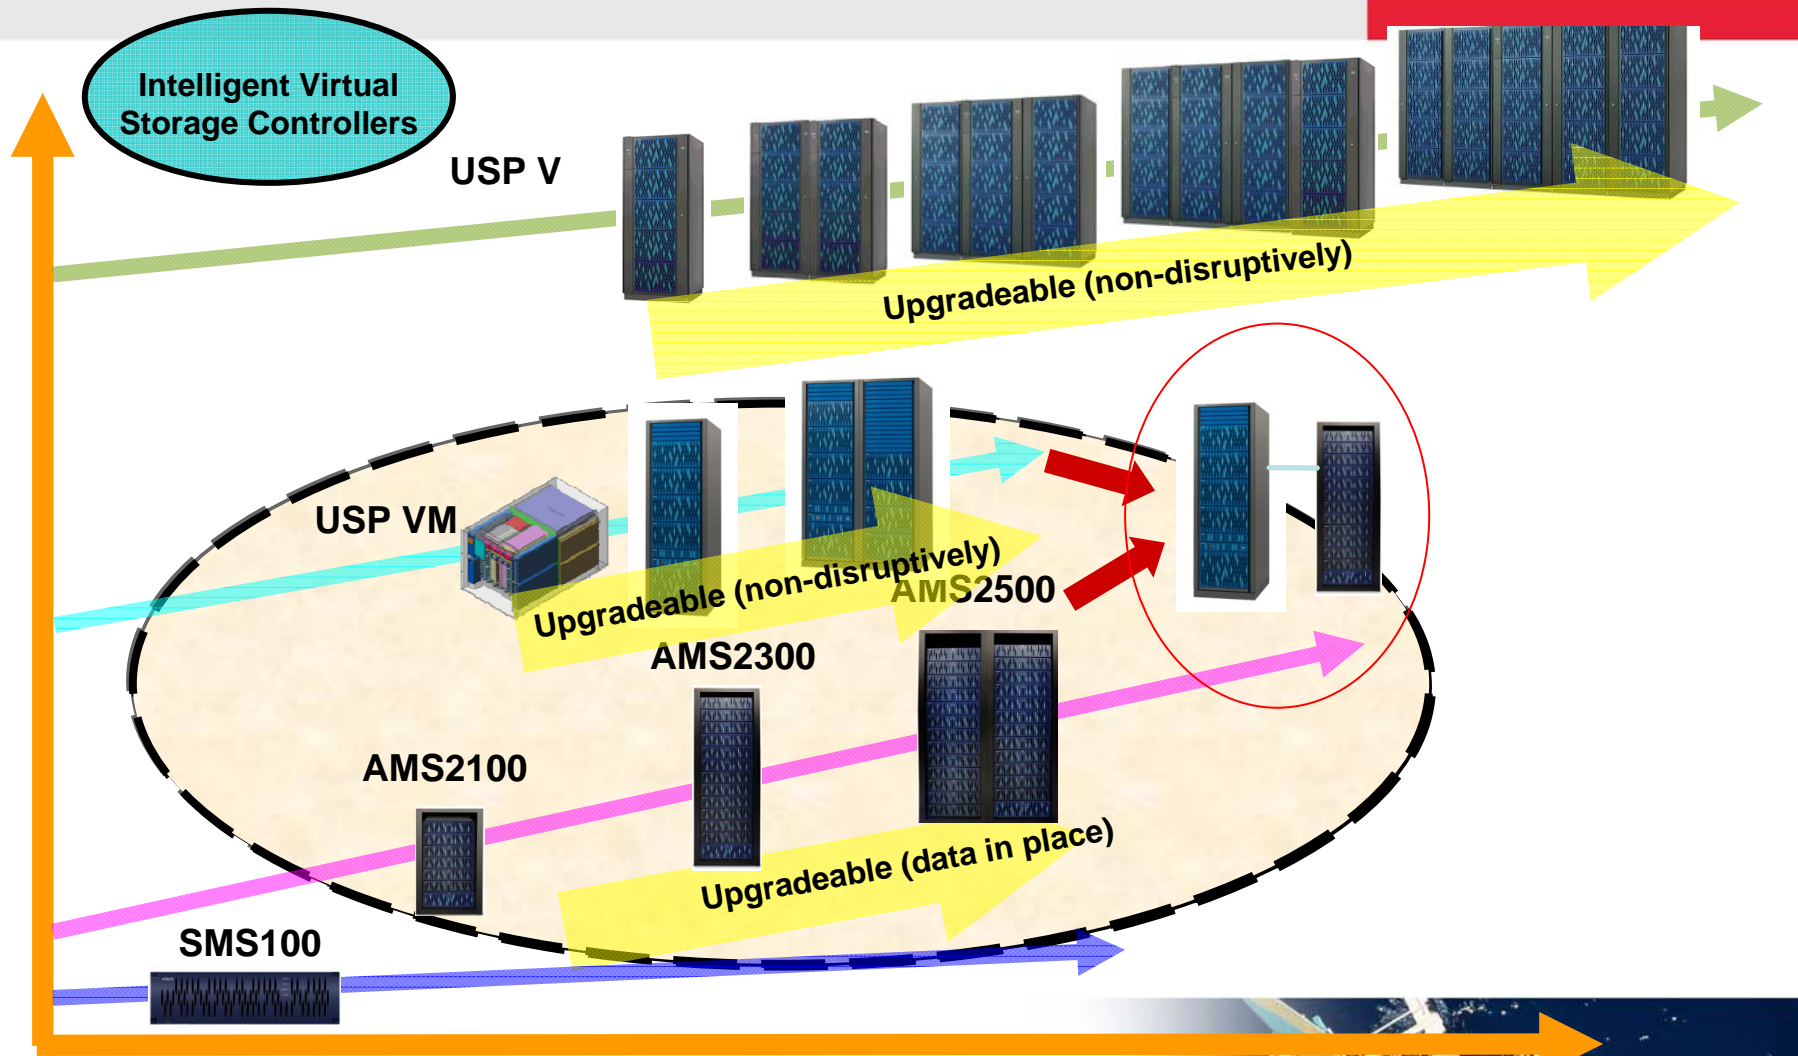 Intelligent Virtual
Storage Controllers
USP V
Upgradeable (non-disruptively)
USP VM
Upgradeable (non-disruptively)
AMS2500
AMS2300
AMS2100
Upgradeable (data in place)
SMS100